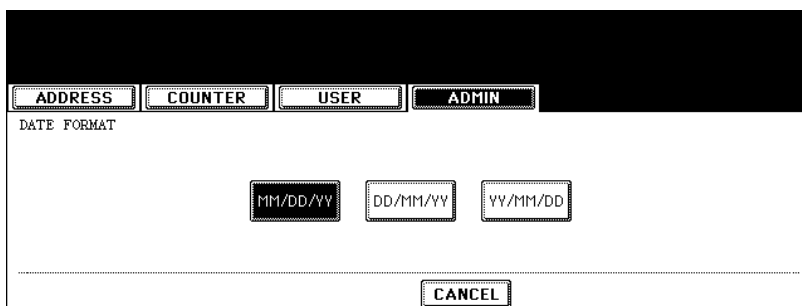 ADDRESS COUNTER USER ADMIN
DATE FORMAT
MM/DD/YY DD/MM/YY YY/MM/DD
CANCEL